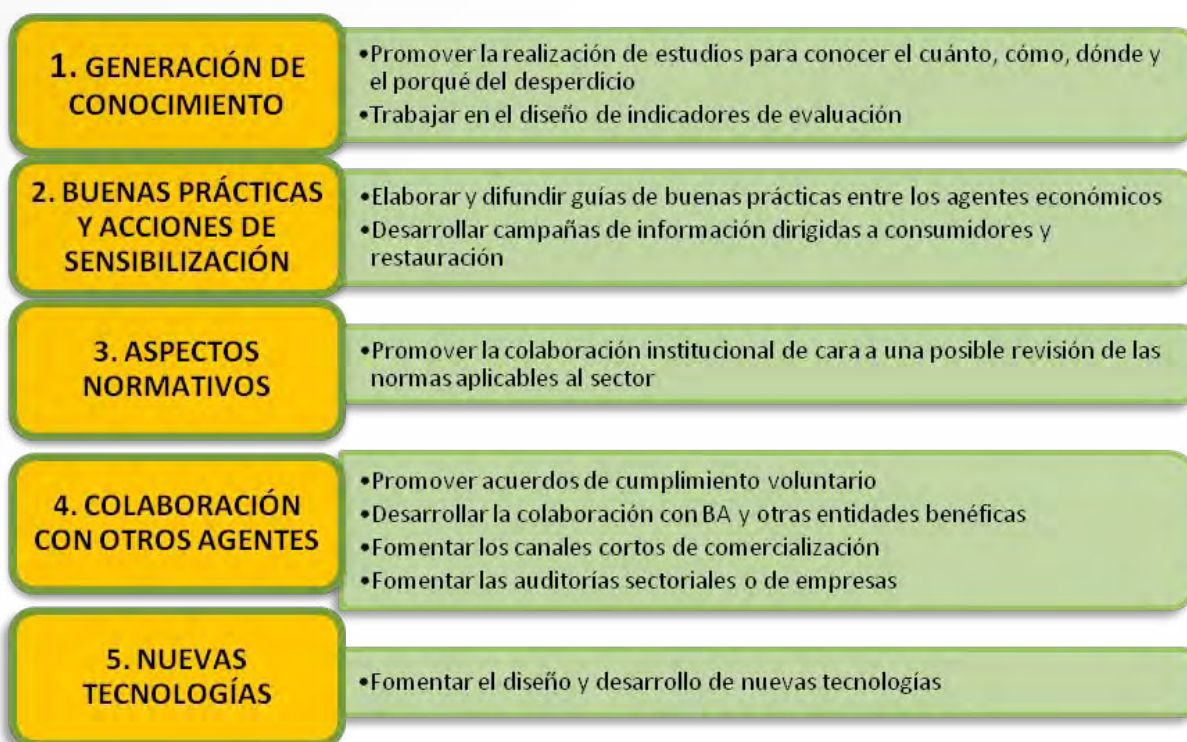 1. GENERACIÓN DE
CONOCIMIENTO
•Promover la realización de estudios para conocer el cuánto, cómo, dónde y
el porqué del desperdicio
•Trabajar en el diseño de indicadores de evaluación
2. BUENAS PRÁCTICAS
Y ACCIONES DE
SENSIBILIZACIÓN
•Elaborar y difundir guías de buenas prácticas entre los agentes económicos
•Desarrollar campañas de información dirigidas a consumidores y
restauración
3. ASPECTOS
NORMATIVOS
•Promover la colaboración institucional de cara a una posible revisión de las
normas aplicables al sector
4. COLABORACIÓN
CON OTROS AGENTES
•Promover acuerdos de cumplimiento voluntario
•Desarrollar la colaboración con BA y otras entidades benéficas
•Fomentar los canales cortos de comercialización
•Fomentar las auditorías sectoriales o de empresas
5. NUEVAS
TECNOLOGÍAS
•Fomentar el diseño y desarrollo de nuevas tecnologías